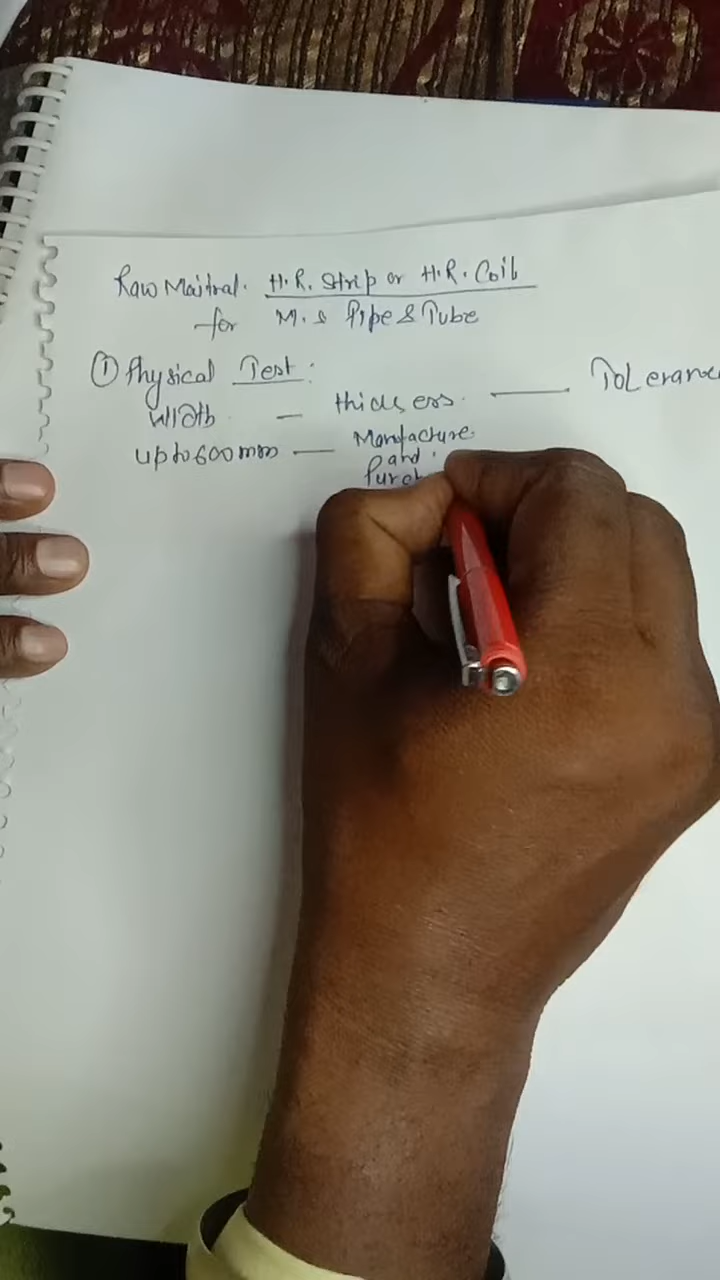 Raw Maitral. H.R. Strip or H.R. Coil
for M.S Pipe & Tube
① Physical Test:
Width - thickness. — Tolerance
upto 600 mm — Manufacture
and
Purch